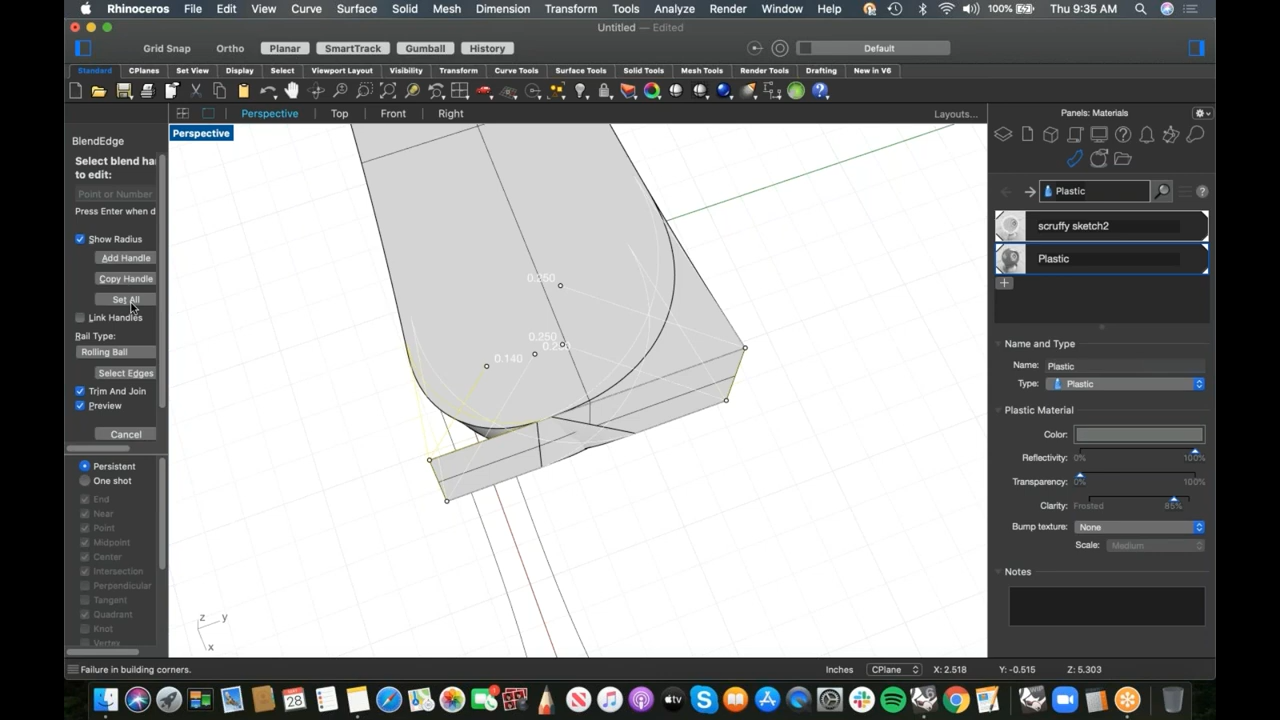 Rhinoceros File Edit View Curve Surface Solid Mesh Dimension Transform Tools Analyze Render Window Help 100% Thu 9:35 AM
Untitled — Edited
Grid Snap Ortho Planar SmartTrack Gumball History Default
Standard CPlanes Set View Display Select Viewport Layout Visibility Transform Curve Tools Surface Tools Solid Tools Mesh Tools Render Tools Drafting New in V6
Perspective Top Front Right Layouts...
Panels: Materials
Perspective
BlendEdge
Select blend ha
to edit:
Point or Number
Press Enter when d
Show Radius
Add Handle
Copy Handle
Set All
Link Handles
Rail Type:
Rolling Ball
Select Edges
Trim And Join
Preview
Cancel
Persistent
One shot
End
Near
Point
Midpoint
Center
Intersection
Perpendicular
Tangent
Quadrant
Knot
Vertex
0.250
0.250
0.140
z y
x
Plastic
scruffy sketch2
Plastic
Name and Type
Name: Plastic
Type: Plastic
Plastic Material
Color:
Reflectivity: 0% 100%
Transparency: 0% 100%
Clarity: Frosted 85%
Bump texture: None
Scale: Medium
Notes
Failure in building corners. Inches CPlane X: 2.518 Y: -0.515 Z: 5.303